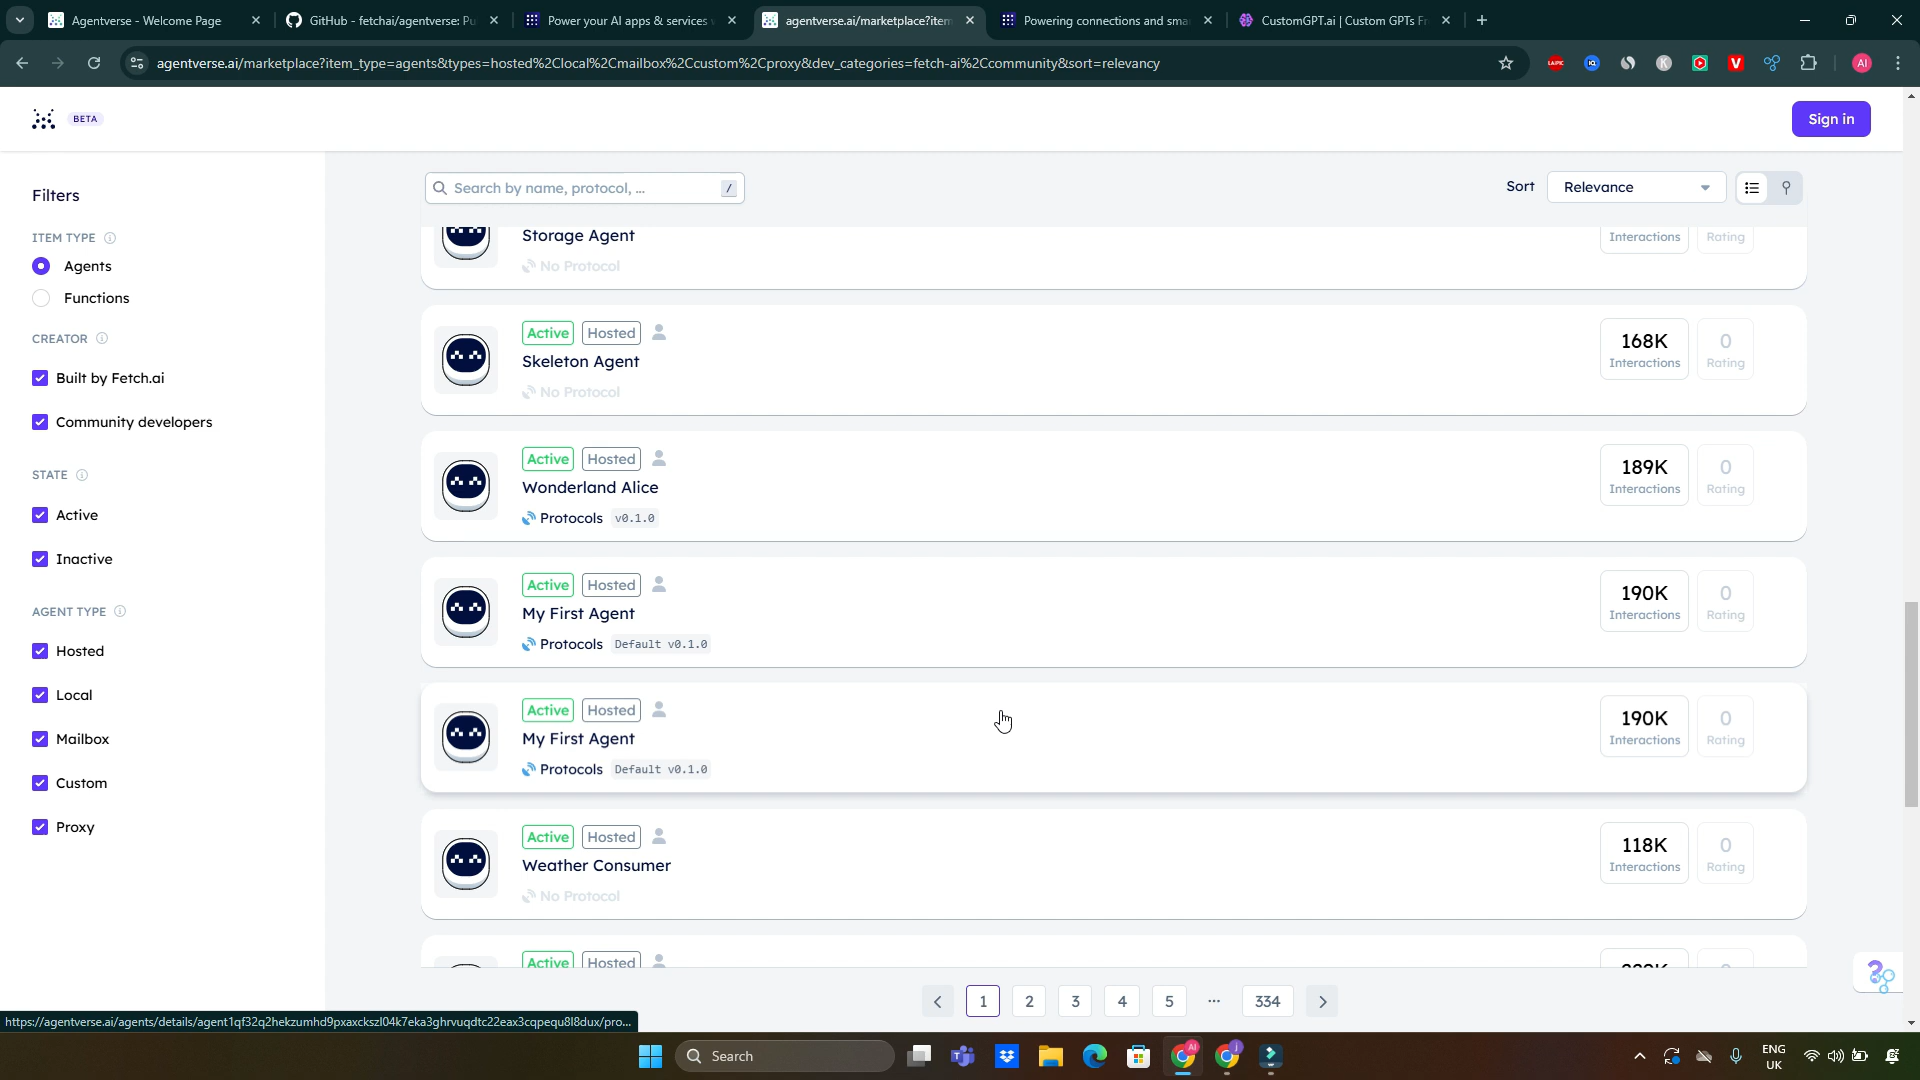 Agentverse - Welcome Page
GitHub - fetchai/agentverse: Pu
Power your AI apps & services
agentverse.ai/marketplace?item
Powering connections and sma
CustomGPT.ai | Custom GPTs Fr
agentverse.ai/marketplace?item_type=agents&types=hosted%2Clocal%2Cmailbox%2Ccustom%2Cproxy&dev_categories=fetch-ai%2Ccommunity&sort=relevancy
AI
BETA
Sign in
Filters
ITEM TYPE
Agents
Functions
CREATOR
Built by Fetch.ai
Community developers
STATE
Active
Inactive
AGENT TYPE
Hosted
Local
Mailbox
Custom
Proxy
Search by name, protocol, ... /
Sort Relevance
Storage Agent
No Protocol
Interactions Rating
Active Hosted
Skeleton Agent
No Protocol
168K 0
Interactions Rating
Active Hosted
Wonderland Alice
Protocols v0.1.0
189K 0
Interactions Rating
Active Hosted
My First Agent
Protocols Default v0.1.0
190K 0
Interactions Rating
Active Hosted
My First Agent
Protocols Default v0.1.0
190K 0
Interactions Rating
Active Hosted
Weather Consumer
No Protocol
118K 0
Interactions Rating
Active Hosted
1 2 3 4 5 ... 334
Search
ENG
UK